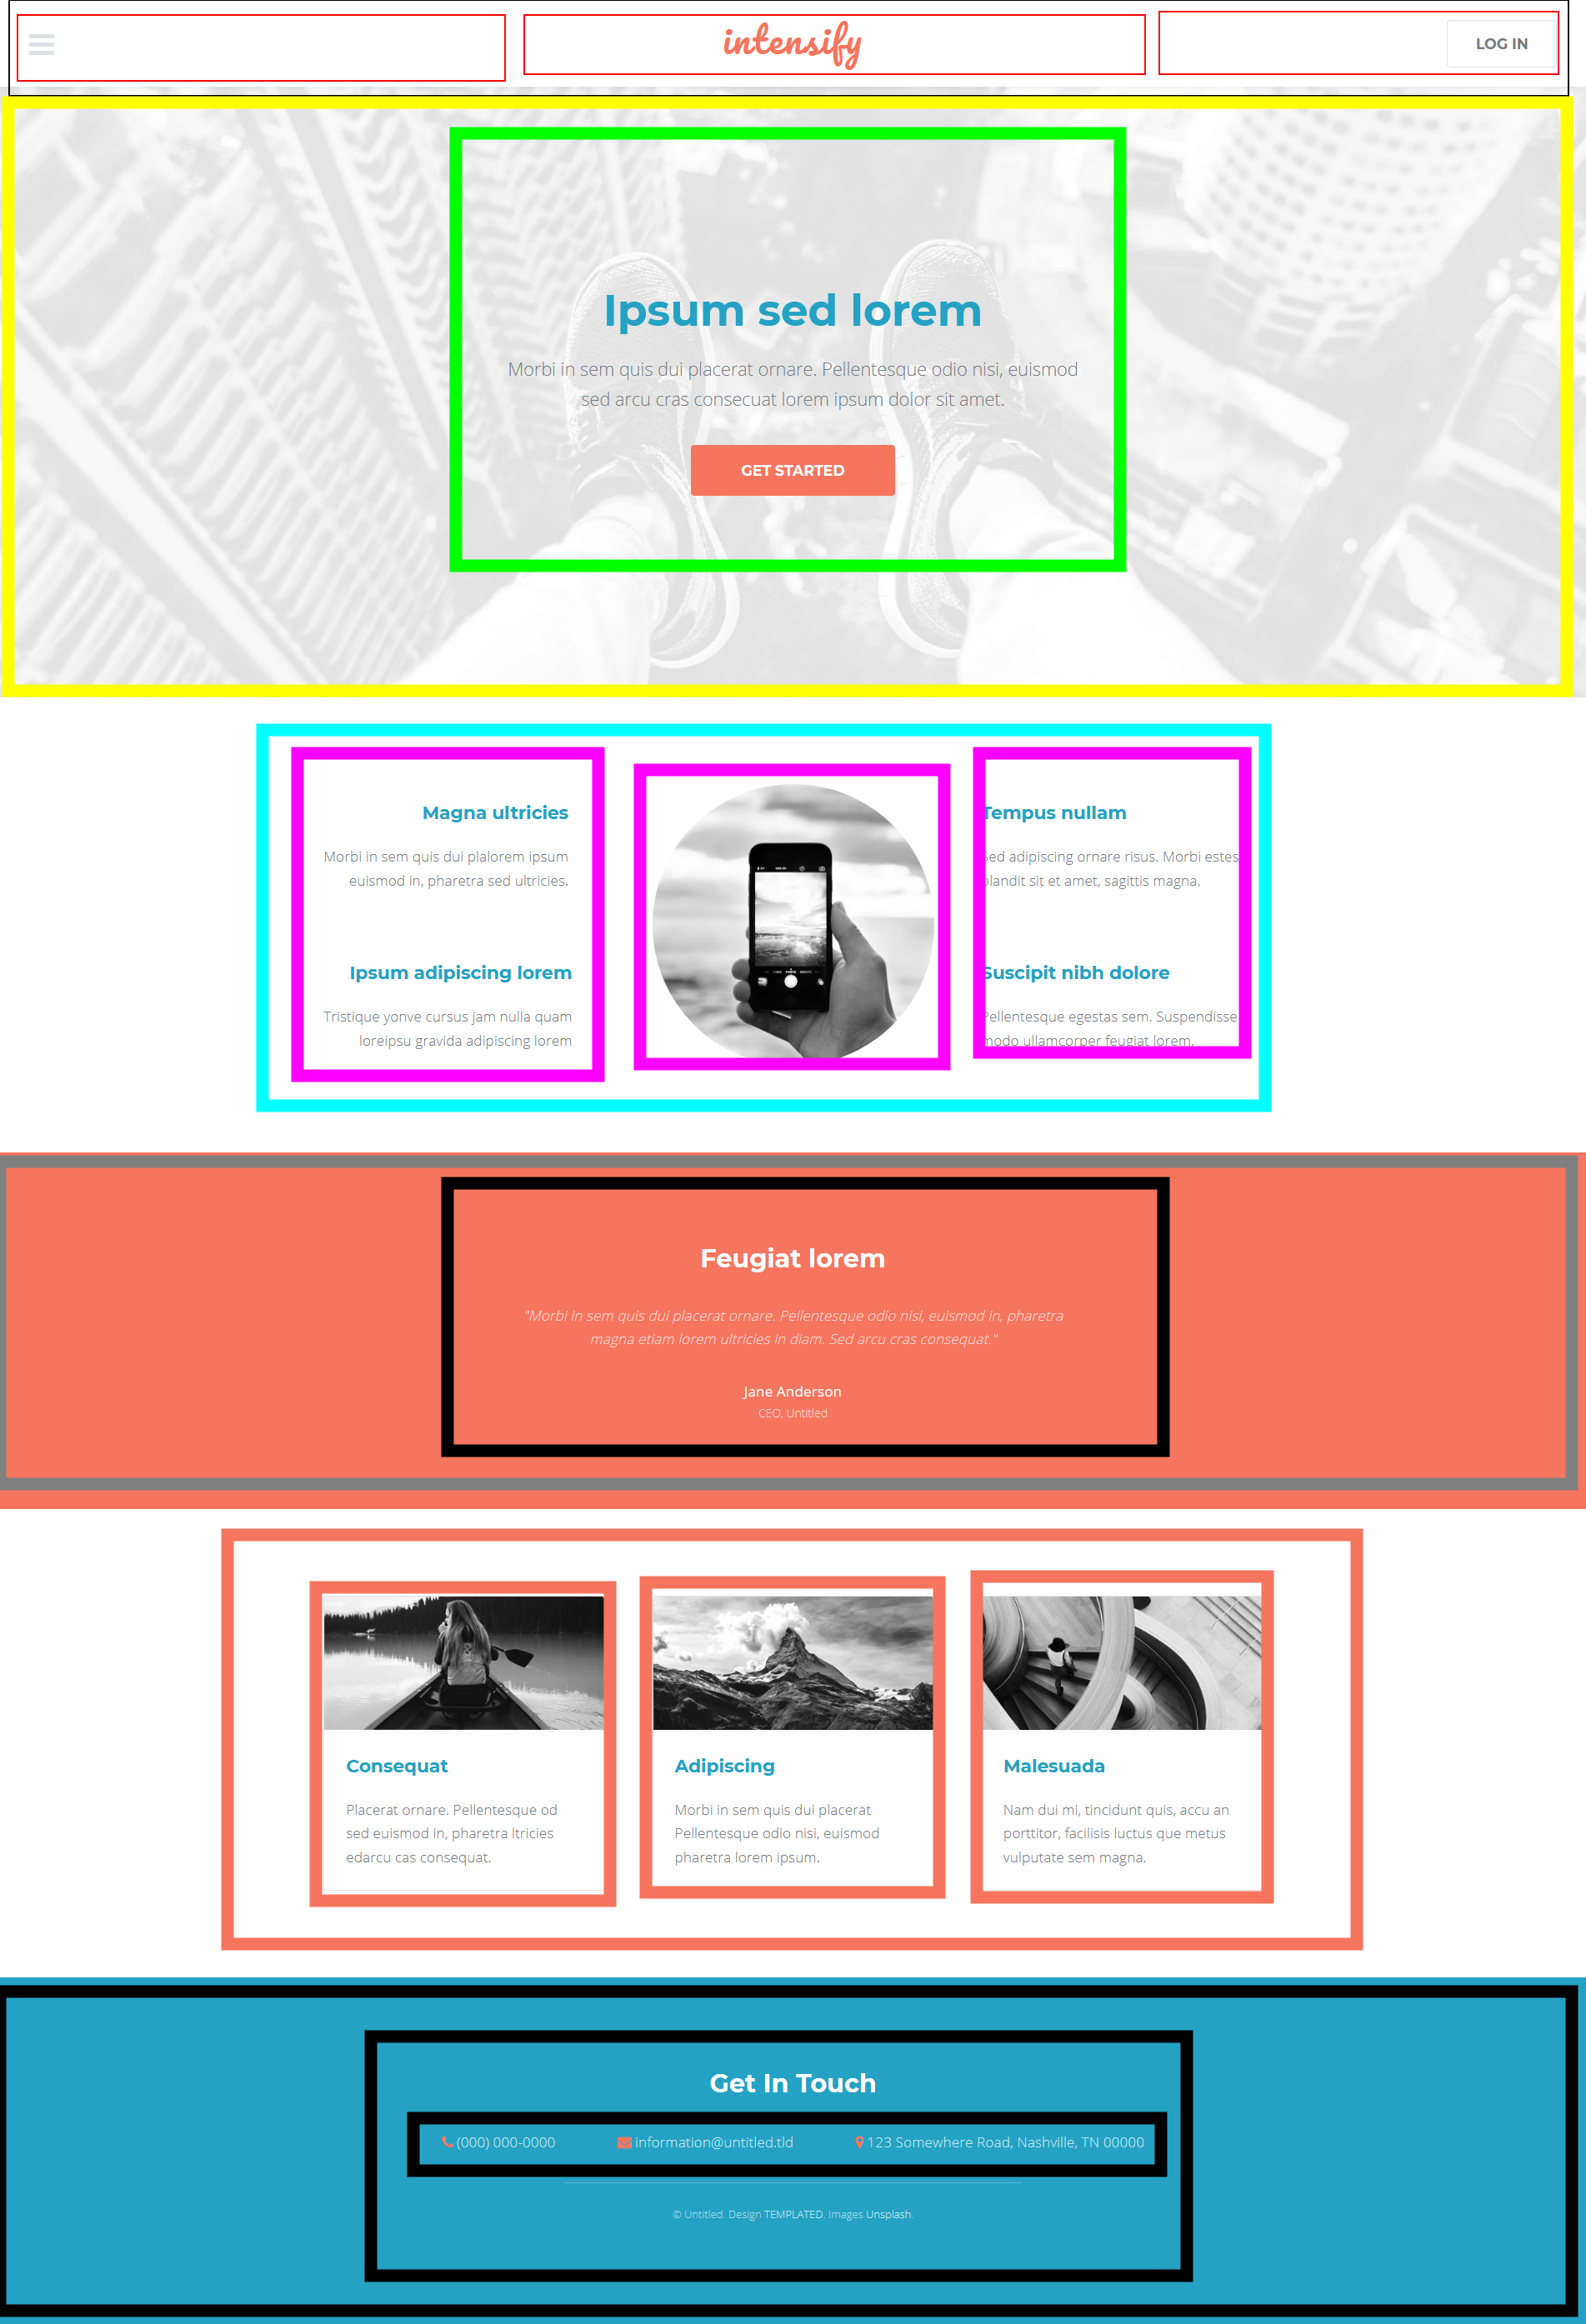 intensify
LOG IN
Ipsum sed lorem
Morbi in sem quis dui placerat ornare. Pellentesque odio nisi, euismod
sed arcu cras consecuat lorem ipsum dolor sit amet.
GET STARTED
Magna ultricies
Morbi in sem quis dui plalorem ipsum
euismod in, pharetra sed ultricies.
Ipsum adipiscing lorem
Tristique yonve cursus jam nulla quam
loreipsu gravida adipiscing lorem
Tempus nullam
Sed adipiscing ornare risus. Morbi estes
blandit sit et amet, sagittis magna.
Suscipit nibh dolore
Pellentesque egestas sem. Suspendisse
modo ullamcorper feugiat lorem.
Feugiat lorem
"Morbi in sem quis dui placerat ornare. Pellentesque odio nisi, euismod in, pharetra
magna etiam lorem ultricies in diam. Sed arcu cras consequat."
Jane Anderson
CEO, Untitled
Consequat
Placerat ornare. Pellentesque od
sed euismod in, pharetra ltricies
edarcu cas consequat.
Adipiscing
Morbi in sem quis dui placerat
Pellentesque odio nisi, euismod
pharetra lorem ipsum.
Malesuada
Nam dui mi, tincidunt quis, accu an
porttitor, facilisis luctus que metus
vulputate sem magna.
Get In Touch
(000) 000-0000
information@untitled.tld
123 Somewhere Road, Nashville, TN 00000
© Untitled. Design TEMPLATED. Images Unsplash.